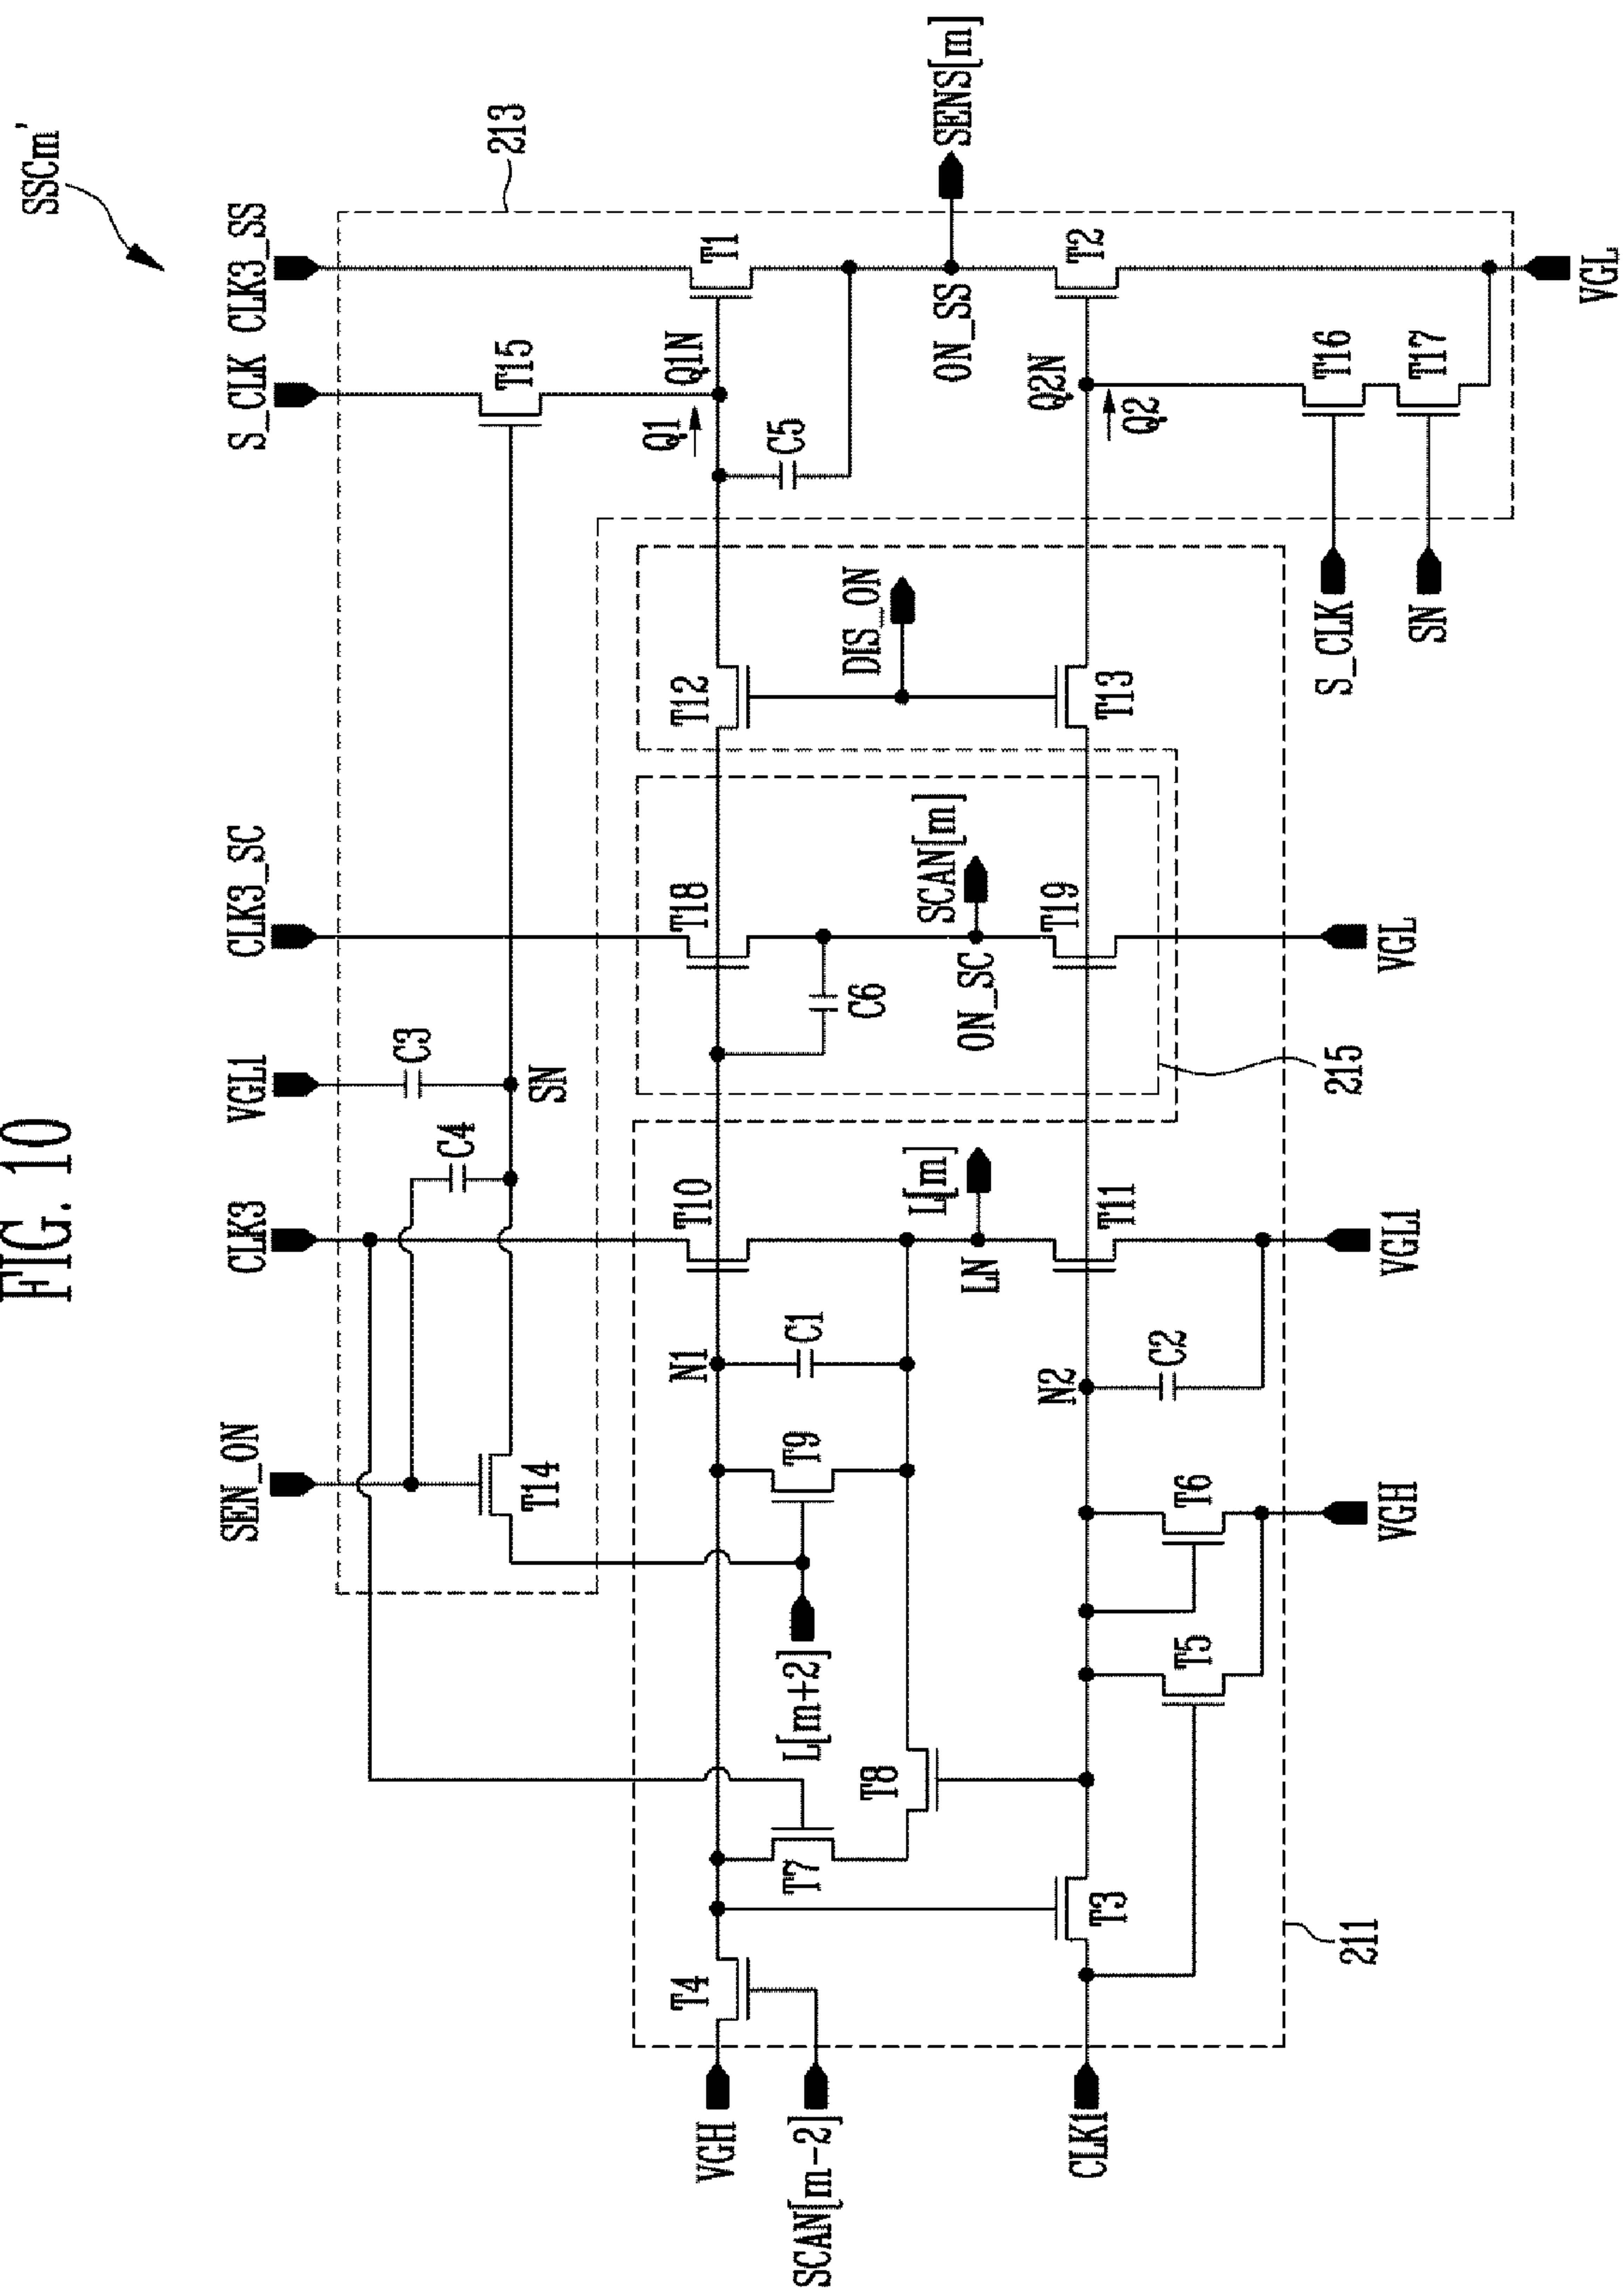 FIG. 10
SSCm'
SEN_ON
CLK3
VGL1
CLK3_SC
S_CLK
CLK3_SS
213
C4
C3
T14
SN
T15
VGH
T4
SCAN[m-2]
T7
L[m+2]
T9
N1
C1
T10
T18
C6
T12
Q1
Q1N
C5
T1
T8
LN
L[m]
ON_SC
SCAN[m]
DIS_ON
ON_SS
SENS[m]
CLK1
T3
T5
T6
N2
C2
T11
T19
T13
Q2N
Q2
T2
211
VGH
VGL1
215
VGL
S_CLK
SN
T16
T17
VGL